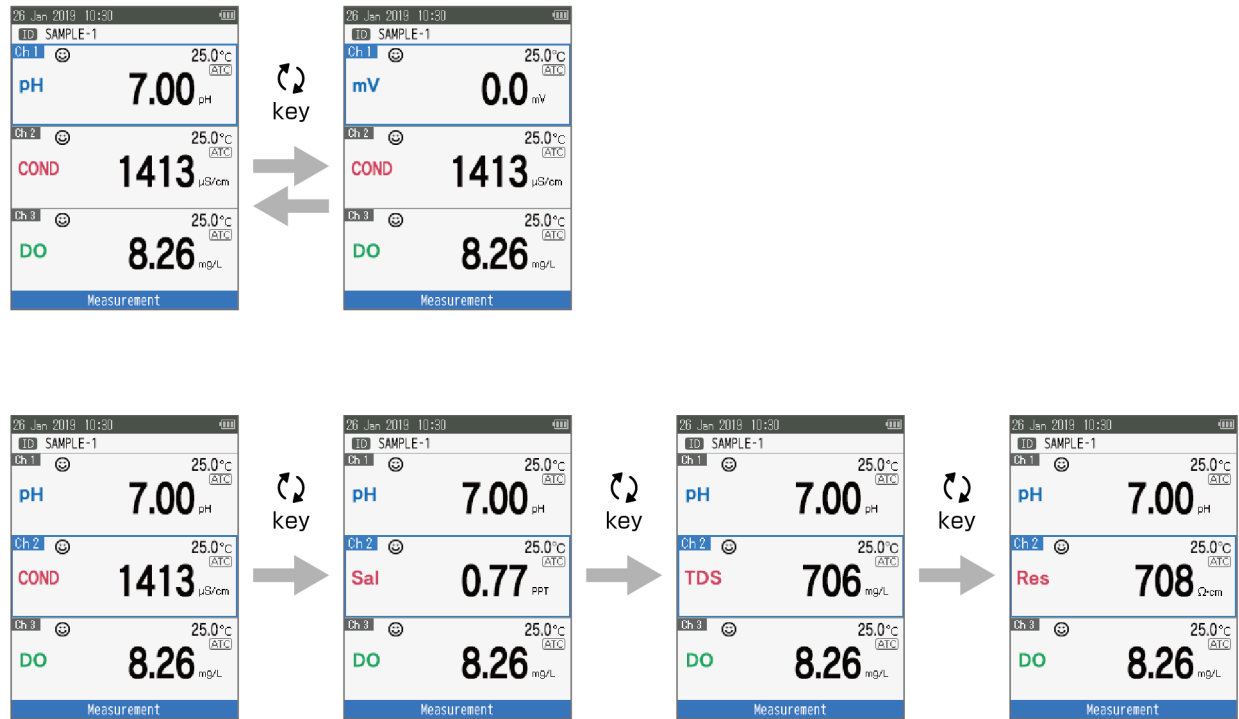 26 Jan 2019 10:30
ID SAMPLE-1
Ch 1 25.0°C
ATC
pH 7.00 pH
Ch 2 25.0°C
ATC
COND 1413 µS/cm
Ch 3 25.0°C
ATC
DO 8.26 mg/L
Measurement
key
26 Jan 2019 10:30
ID SAMPLE-1
Ch 1 25.0°C
ATC
mV 0.0 mV
Ch 2 25.0°C
ATC
COND 1413 µS/cm
Ch 3 25.0°C
ATC
DO 8.26 mg/L
Measurement
26 Jan 2019 10:30
ID SAMPLE-1
Ch 1 25.0°C
ATC
pH 7.00 pH
Ch 2 25.0°C
ATC
COND 1413 µS/cm
Ch 3 25.0°C
ATC
DO 8.26 mg/L
Measurement
key
26 Jan 2019 10:30
ID SAMPLE-1
Ch 1 25.0°C
ATC
pH 7.00 pH
Ch 2 25.0°C
ATC
Sal 0.77 PPT
Ch 3 25.0°C
ATC
DO 8.26 mg/L
Measurement
key
26 Jan 2019 10:30
ID SAMPLE-1
Ch 1 25.0°C
ATC
pH 7.00 pH
Ch 2 25.0°C
ATC
TDS 706 mg/L
Ch 3 25.0°C
ATC
DO 8.26 mg/L
Measurement
key
26 Jan 2019 10:30
ID SAMPLE-1
Ch 1 25.0°C
ATC
pH 7.00 pH
Ch 2 25.0°C
ATC
Res 708 Ω•cm
Ch 3 25.0°C
ATC
DO 8.26 mg/L
Measurement